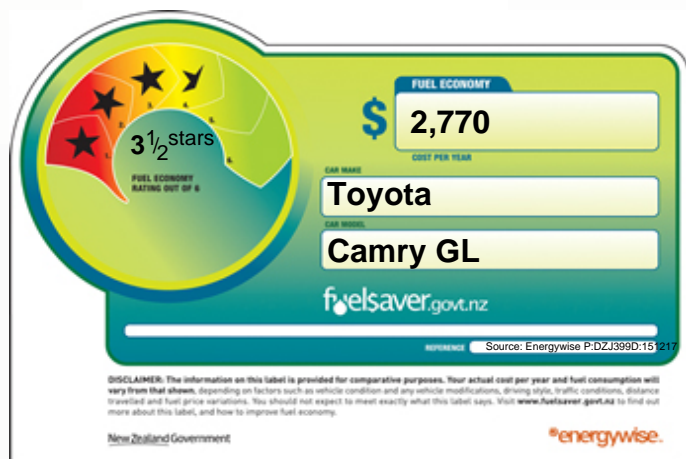 1.
2.
3.
4.
5.
6.
3 1/2 stars
FUEL ECONOMY
RATING OUT OF 6
FUEL ECONOMY
$ 2,770
COST PER YEAR
CAR MAKE
Toyota
CAR MODEL
Camry GL
fuelsaver.govt.nz
REFERENCE Source: Energywise P:DZJ399D:151217
DISCLAIMER: The information on this label is provided for comparative purposes. Your actual cost per year and fuel consumption will
vary from that shown, depending on factors such as vehicle condition and any vehicle modifications, driving style, traffic conditions, distance
travelled and fuel price variations. You should not expect to meet exactly what this label says. Visit www.fuelsaver.govt.nz to find out
more about this label, and how to improve fuel economy.
New Zealand Government
energywise.